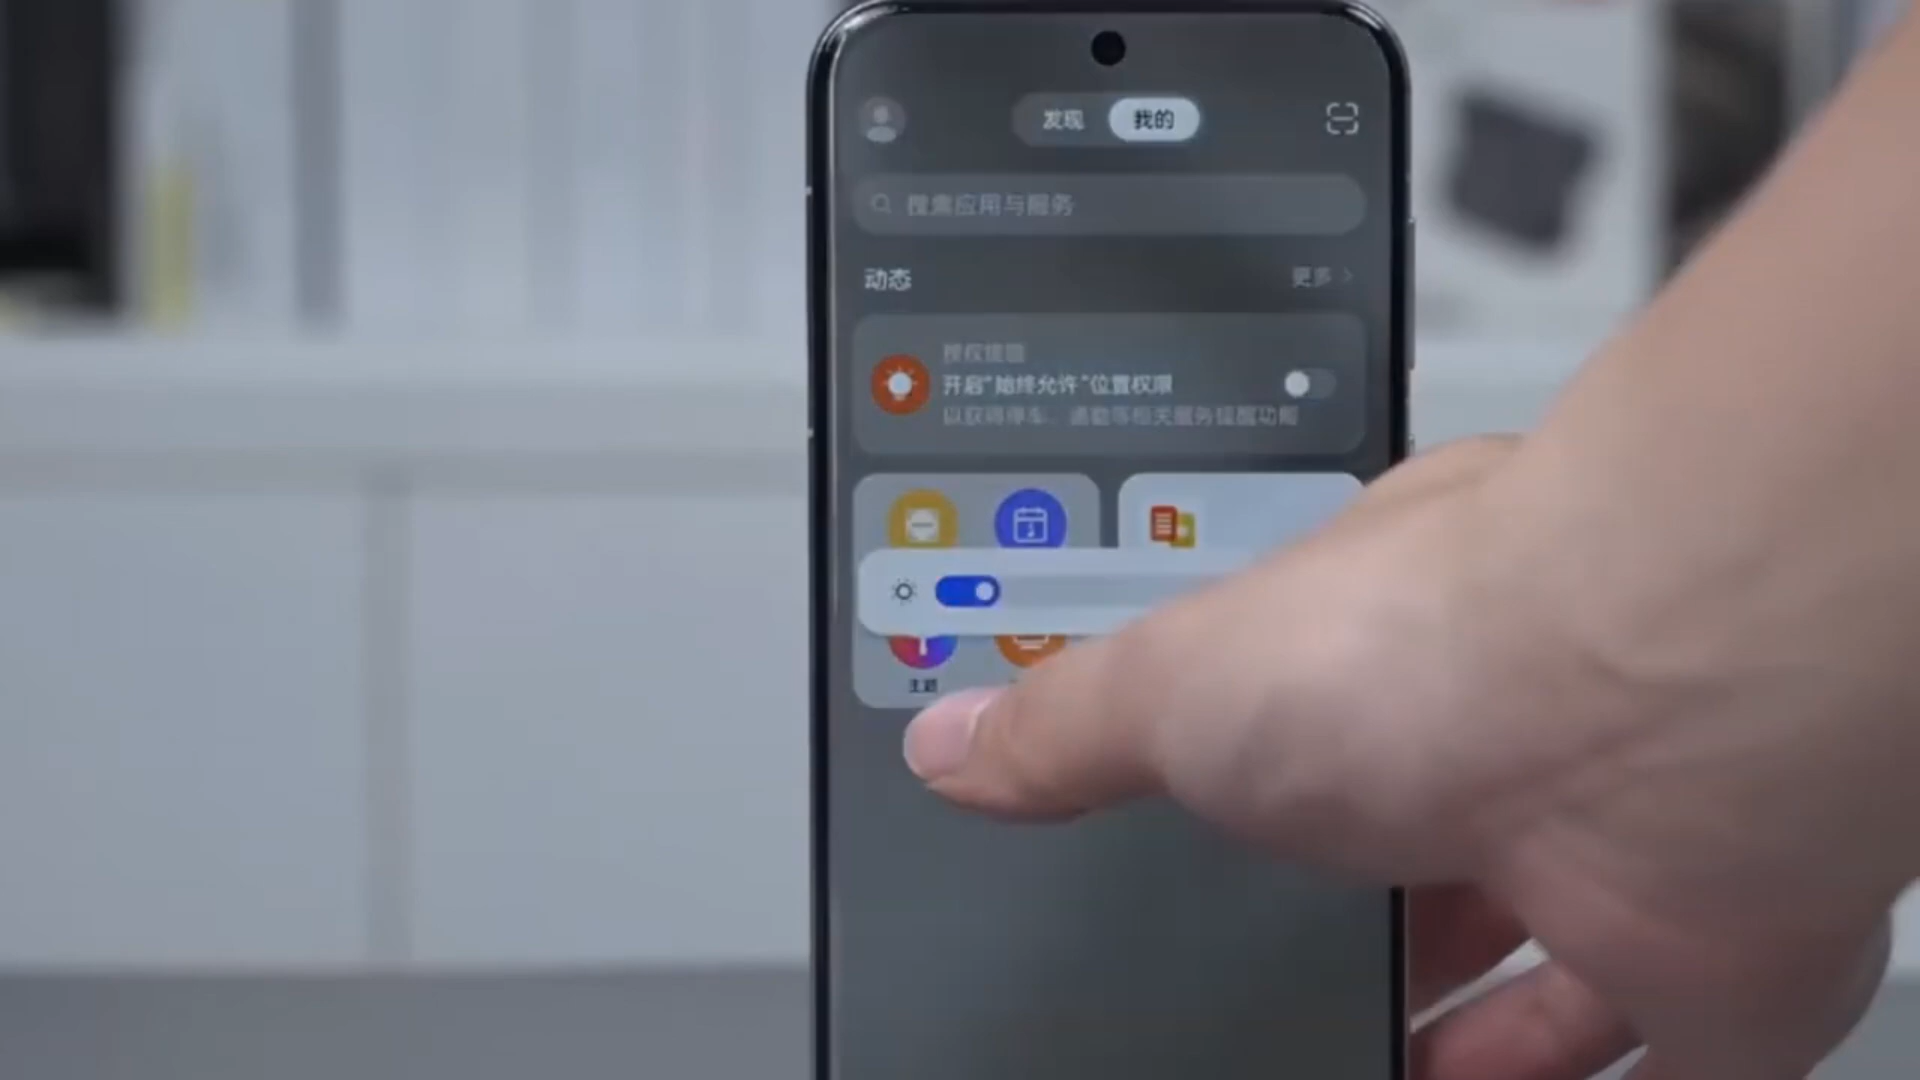 发现
我的
搜索应用与服务
动态
更多
授权提醒
开启"始终允许"位置权限
以获得停车、通勤等相关服务提醒功能
主题